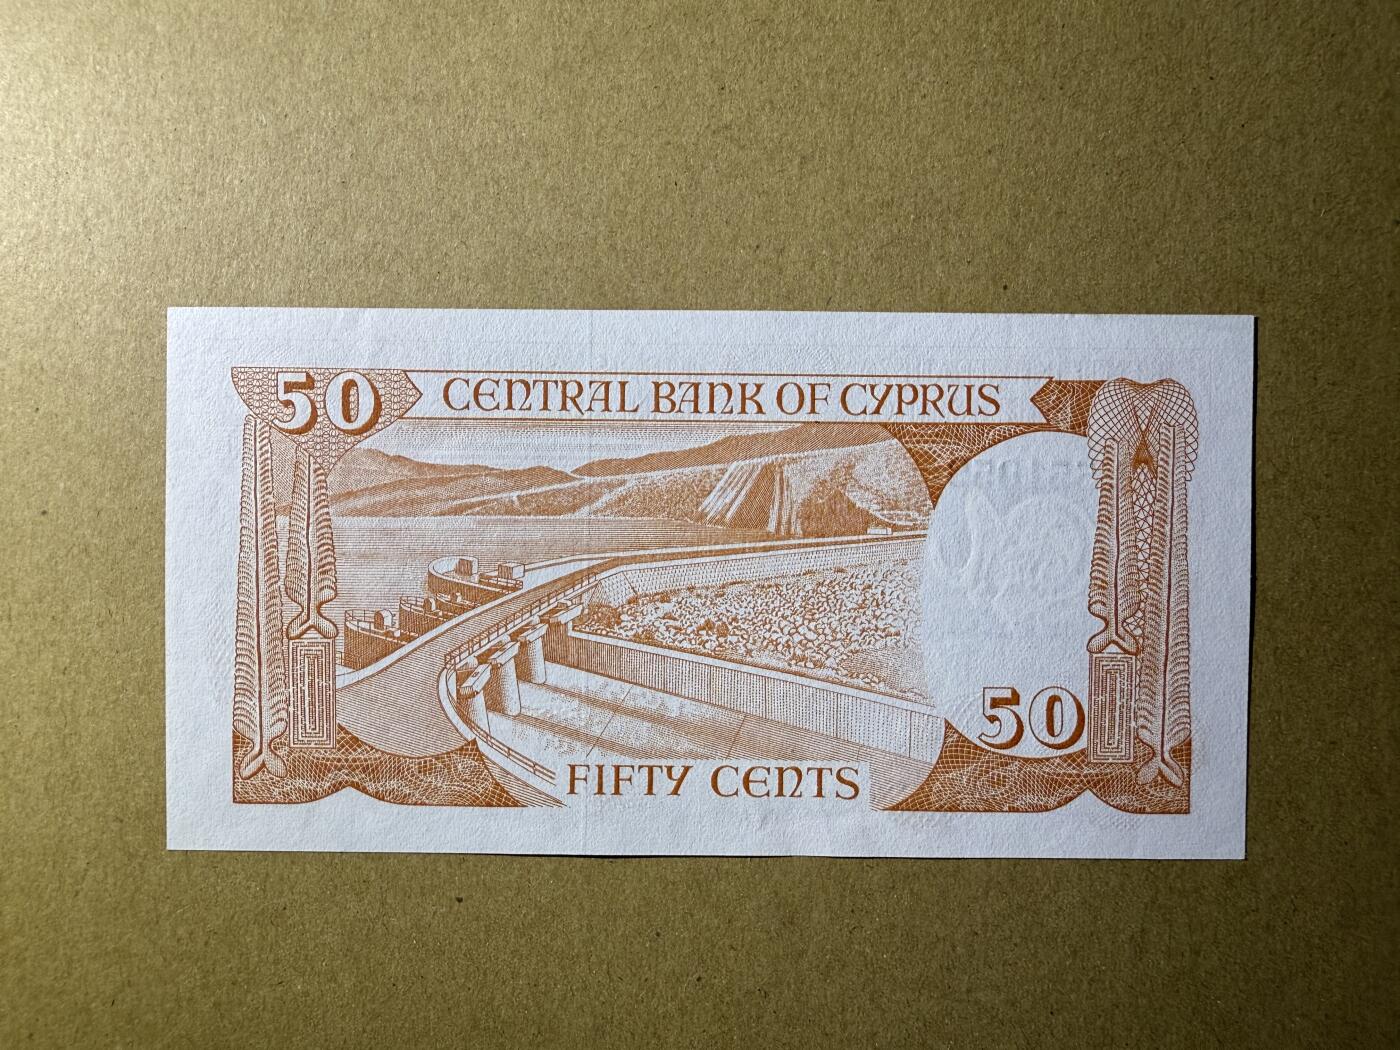 50 CENTRAL BANK OF CYPRUS
50
FIFTY CENTS